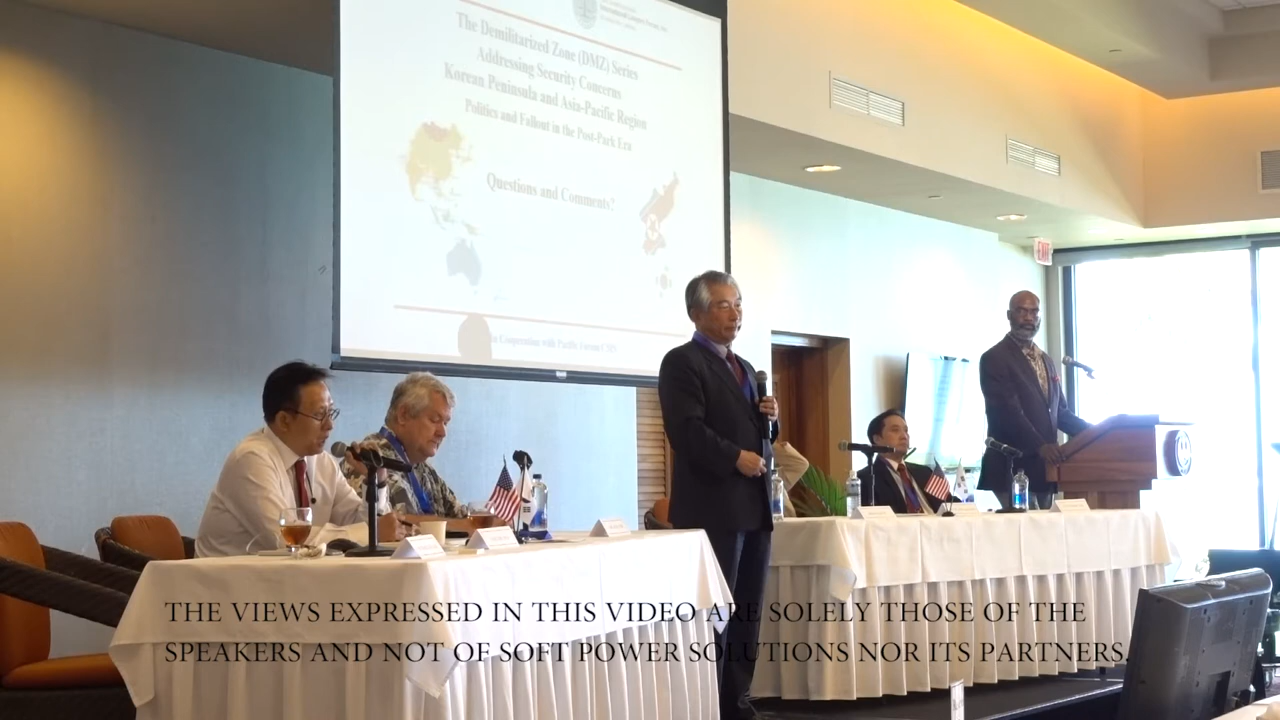 The Demilitarized Zone (DMZ) Series
Addressing Security Concerns
Korean Peninsula and Asia-Pacific Region
Politics and Fallout in the Post-Park Era
Questions and Comments?
in Cooperation with Pacific Forum CSIS
EXIT
THE VIEWS EXPRESSED IN THIS VIDEO ARE SOLELY THOSE OF THE
SPEAKERS AND NOT OF SOFT POWER SOLUTIONS NOR ITS PARTNERS.